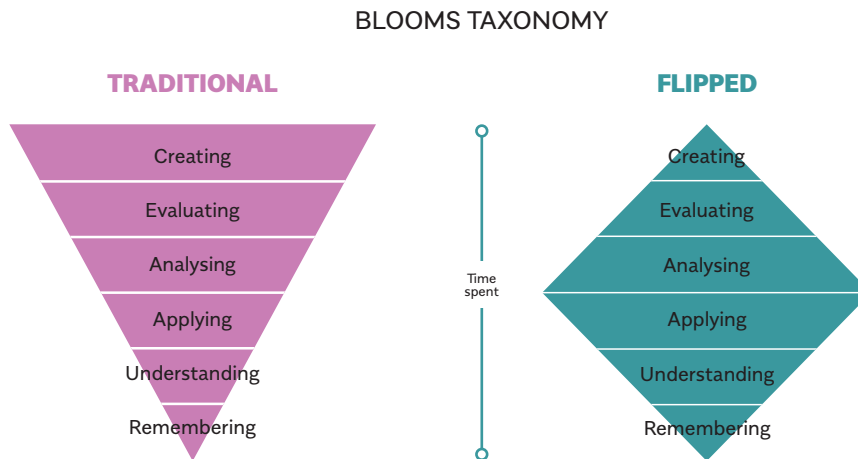 BLOOMS TAXONOMY
TRADITIONAL
Creating
Evaluating
Analysing
Applying
Understanding
Remembering
Time
spent
FLIPPED
Creating
Evaluating
Analysing
Applying
Understanding
Remembering